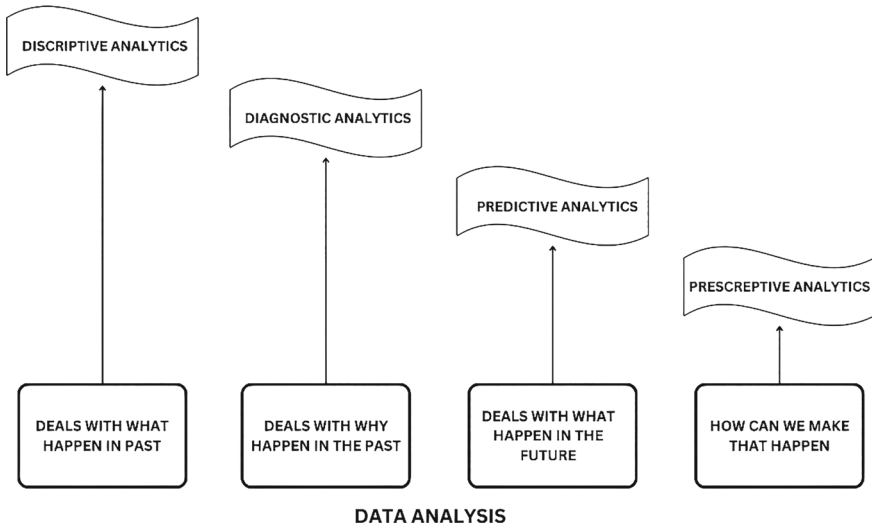 DISCRIPTIVE ANALYTICS
DIAGNOSTIC ANALYTICS
PREDICTIVE ANALYTICS
PRESCREPTIVE ANALYTICS
DEALS WITH WHAT
HAPPEN IN PAST
DEALS WITH WHY
HAPPEN IN THE PAST
DEALS WITH WHAT
HAPPEN IN THE
FUTURE
HOW CAN WE MAKE
THAT HAPPEN
DATA ANALYSIS